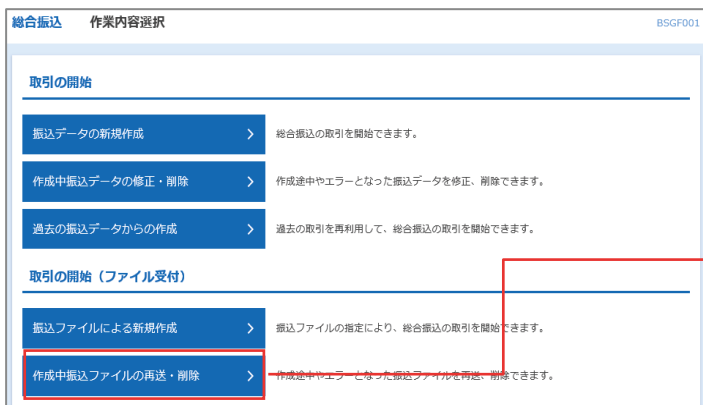 総合振込 作業内容選択 BSGF001
取引の開始
振込データの新規作成 総合振込の取引を開始できます。
作成中振込データの修正・削除 作成途中やエラーとなった振込データを修正、削除できます。
過去の振込データからの作成 過去の取引を再利用して、総合振込の取引を開始できます。
取引の開始（ファイル受付）
振込ファイルによる新規作成 振込ファイルの指定により、総合振込の取引を開始できます。
作成中振込ファイルの再送・削除 作成途中やエラーとなった振込ファイルを再送、削除できます。